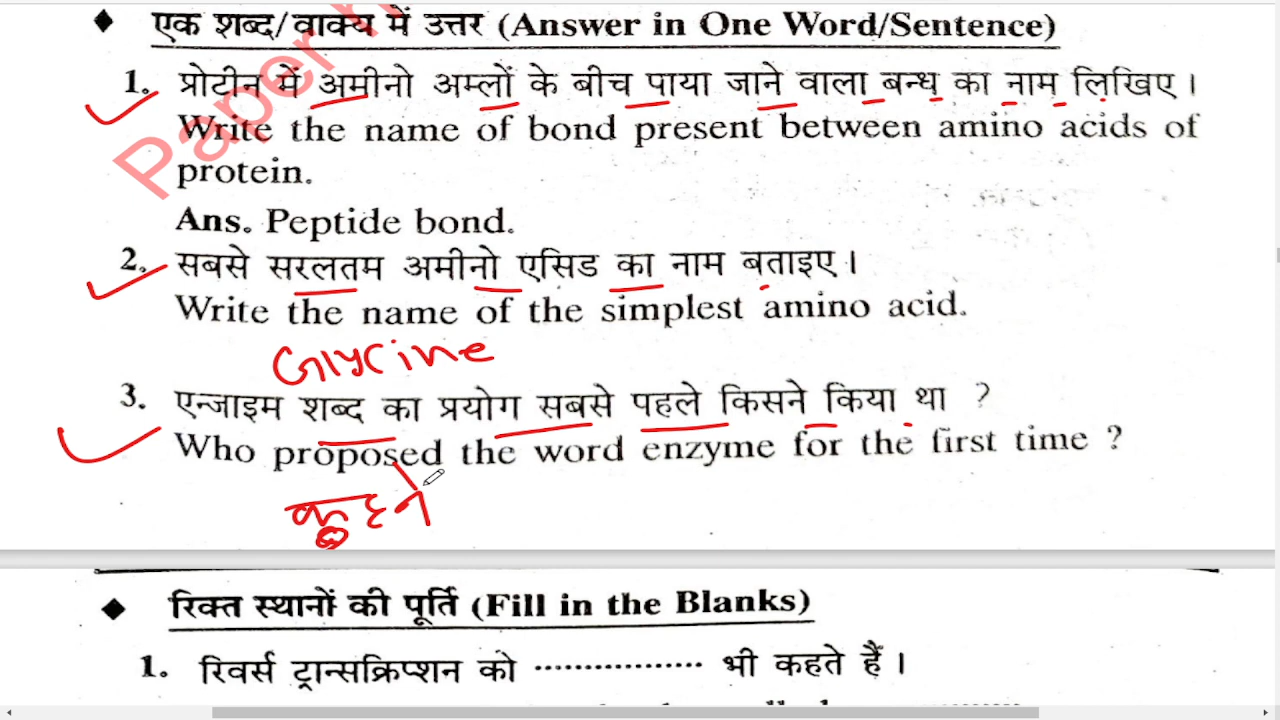 ◆ एक शब्द/वाक्य में उत्तर (Answer in One Word/Sentence)
1. प्रोटीन में अमीनो अम्लों के बीच पाया जाने वाला बन्ध का नाम लिखिए।
Write the name of bond present between amino acids of
protein.
Ans. Peptide bond.
2. सबसे सरलतम अमीनो एसिड का नाम बताइए।
Write the name of the simplest amino acid.
Glycine
3. एन्जाइम शब्द का प्रयोग सबसे पहले किसने किया था ?
Who proposed the word enzyme for the first time ?
◆ रिक्त स्थानों की पूर्ति (Fill in the Blanks)
1. रिवर्स ट्रान्सक्रिप्शन को ................. भी कहते हैं।
Paper